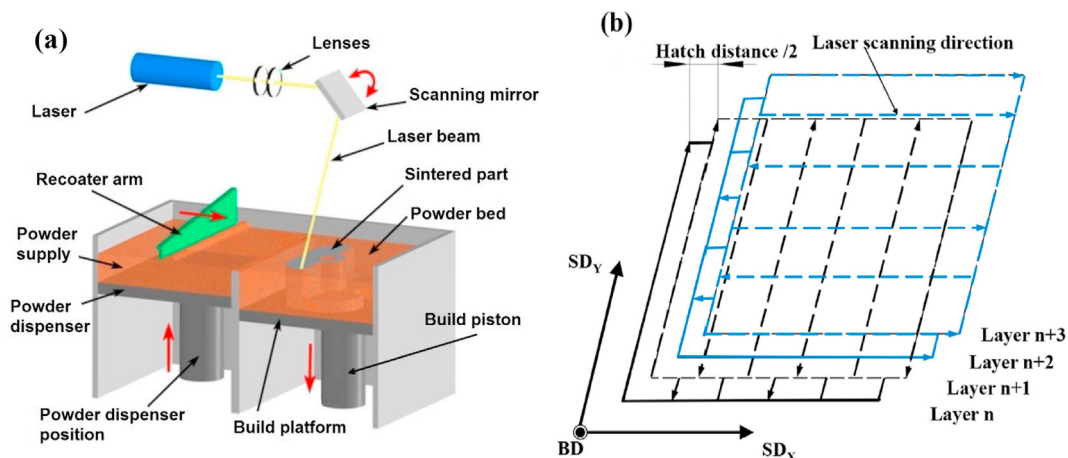 (a)
Lenses
Laser
Scanning mirror
Laser beam
Recoater arm
Sintered part
Powder bed
Powder
supply
Powder
dispenser
Build piston
Powder dispenser
position
Build platform
(b)
Hatch distance /2
Laser scanning direction
SDY
Layer n+3
Layer n+2
Layer n+1
Layer n
BD
SDX